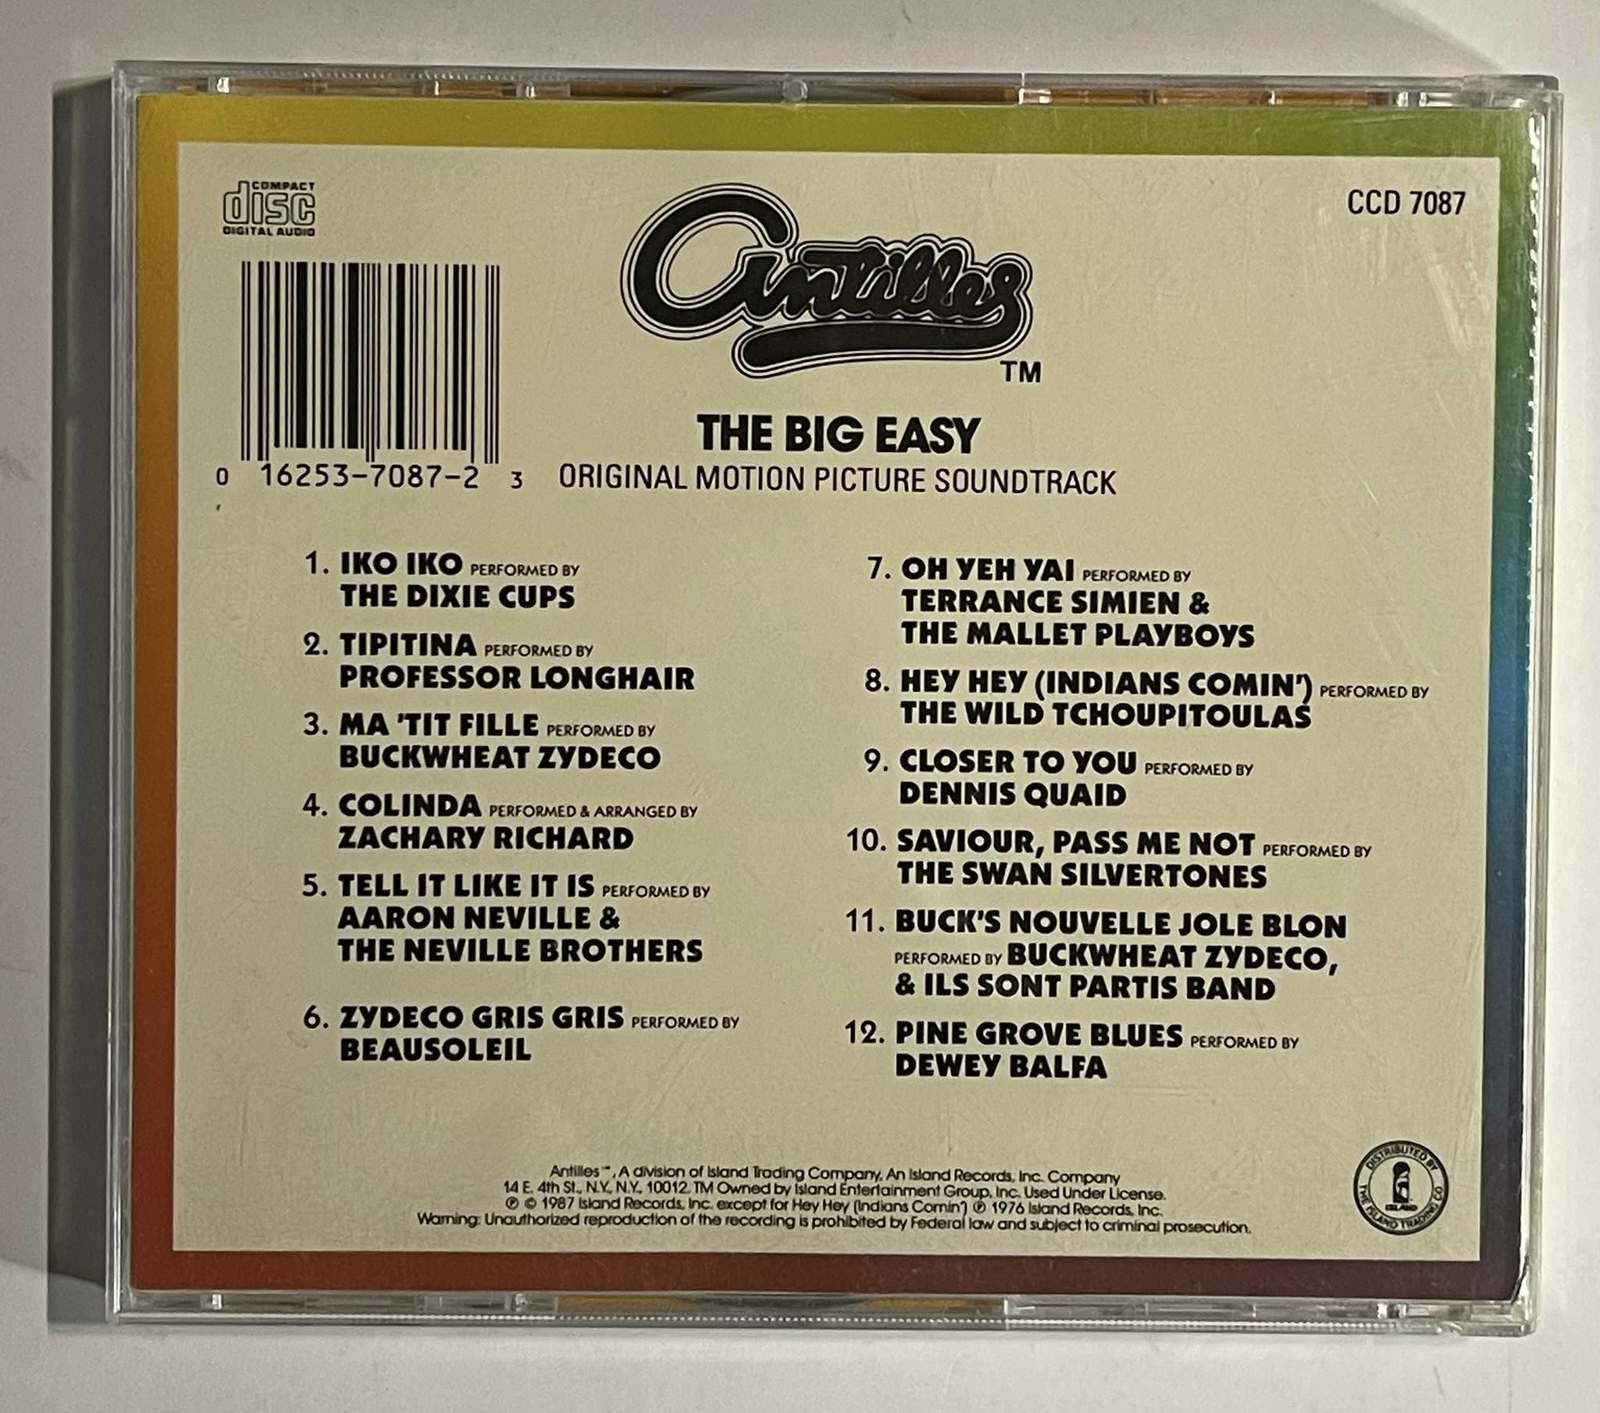 COMPACT
disc
DIGITAL AUDIO
Antilles
TM
CCD 7087
0 16253-7087-2 3
THE BIG EASY
ORIGINAL MOTION PICTURE SOUNDTRACK
1. IKO IKO PERFORMED BY
THE DIXIE CUPS
2. TIPITINA PERFORMED BY
PROFESSOR LONGHAIR
3. MA 'TIT FILLE PERFORMED BY
BUCKWHEAT ZYDECO
4. COLINDA PERFORMED & ARRANGED BY
ZACHARY RICHARD
5. TELL IT LIKE IT IS PERFORMED BY
AARON NEVILLE &
THE NEVILLE BROTHERS
6. ZYDECO GRIS GRIS PERFORMED BY
BEAUSOLEIL
7. OH YEH YAI PERFORMED BY
TERRANCE SIMIEN &
THE MALLET PLAYBOYS
8. HEY HEY (INDIANS COMIN') PERFORMED BY
THE WILD TCHOUPITOULAS
9. CLOSER TO YOU PERFORMED BY
DENNIS QUAID
10. SAVIOUR, PASS ME NOT PERFORMED BY
THE SWAN SILVERTONES
11. BUCK'S NOUVELLE JOLE BLON
PERFORMED BY BUCKWHEAT ZYDECO,
& ILS SONT PARTIS BAND
12. PINE GROVE BLUES PERFORMED BY
DEWEY BALFA
Antilles™, A division of Island Trading Company, An Island Records, Inc. Company
14 E. 4th St., N.Y., N.Y. 10012. TM Owned by Island Entertainment Group, Inc. Used Under License.
℗ © 1987 Island Records, Inc. except for Hey Hey (Indians Comin') ℗ 1976 Island Records, Inc.
Warning: Unauthorized reproduction of the recording is prohibited by Federal law and subject to criminal prosecution.
DISTRIBUTED BY
THE ISLAND TRADING CO
ISLAND